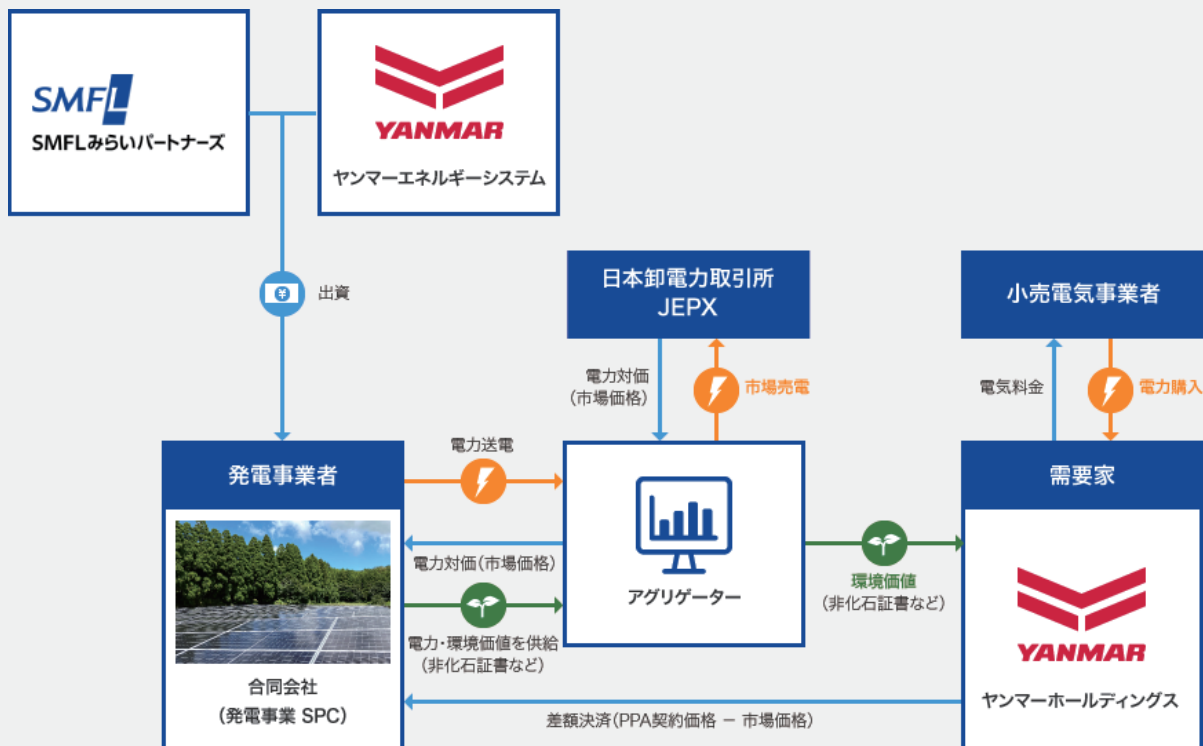 SMFL
SMFLみらいパートナーズ
YANMAR
ヤンマーエネルギーシステム
出資
日本卸電力取引所
JEPX
小売電気事業者
電力対価
(市場価格)
市場売電
電気料金
電力購入
発電事業者
電力送電
需要家
電力対価(市場価格)
アグリゲーター
環境価値
(非化石証書など)
電力・環境価値を供給
(非化石証書など)
YANMAR
ヤンマーホールディングス
合同会社
(発電事業 SPC)
差額決済(PPA契約価格 − 市場価格)